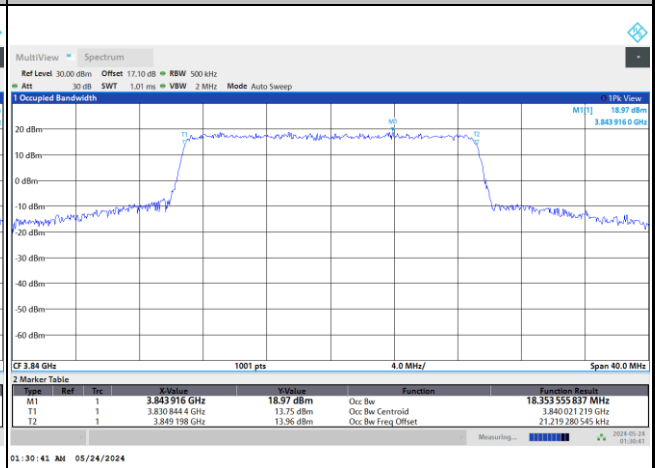 MultiView Spectrum
Ref Level 30.00 dBm Offset 17.10 dB RBW 500 kHz
Att 30 dB SWT 1.01 ms VBW 2 MHz Mode Auto Sweep
1 Occupied Bandwidth 1Pk View
M1[1] 18.97 dBm
3.843 916 0 GHz
M1
T1 T2
20 dBm
10 dBm
0 dBm
-10 dBm
-20 dBm
-30 dBm
-40 dBm
-50 dBm
-60 dBm
CF 3.84 GHz 1001 pts 4.0 MHz/ Span 40.0 MHz
2 Marker Table
Type Ref Trc X-Value Y-Value Function Function Result
M1 1 3.843 916 GHz 18.97 dBm Occ Bw 18.353 555 837 MHz
T1 1 3.830 844 4 GHz 13.75 dBm Occ Bw Centroid 3.840 021 219 GHz
T2 1 3.849 198 GHz 13.96 dBm Occ Bw Freq Offset 21.219 280 545 kHz
Measuring... 2024-05-24
01:30:41
01:30:41 AM 05/24/2024